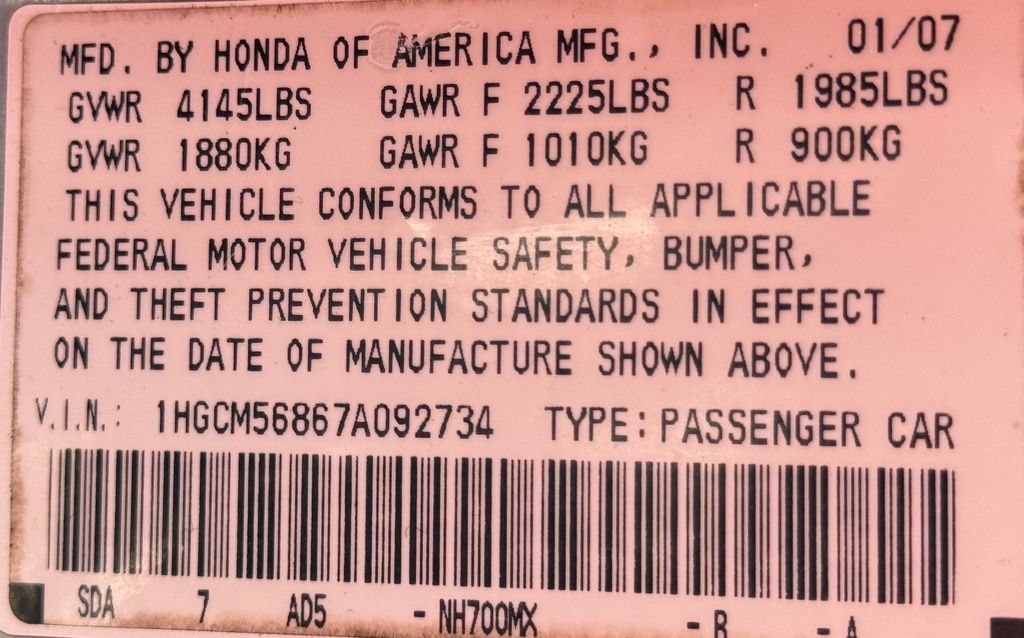 MFD. BY HONDA OF AMERICA MFG., INC. 01/07
GVWR 4145LBS GAWR F 2225LBS R 1985LBS
GVWR 1880KG GAWR F 1010KG R 900KG
THIS VEHICLE CONFORMS TO ALL APPLICABLE
FEDERAL MOTOR VEHICLE SAFETY, BUMPER,
AND THEFT PREVENTION STANDARDS IN EFFECT
ON THE DATE OF MANUFACTURE SHOWN ABOVE.
V.I.N.: 1HGCM56867A092734 TYPE: PASSENGER CAR
SDA 7 AD5 - NH700MX - B - A